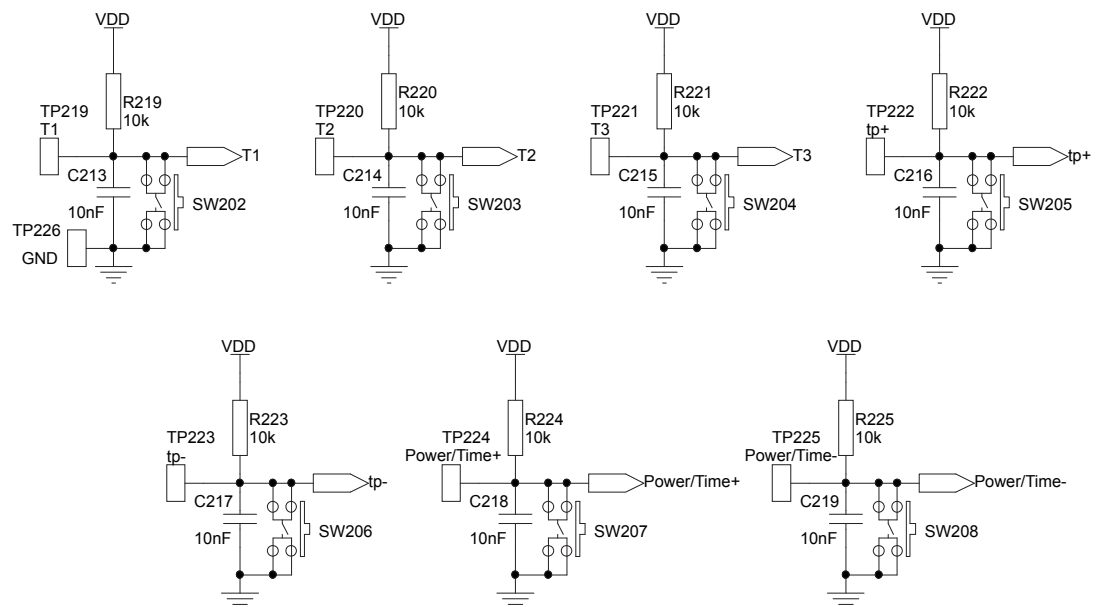 VDD
R219
10k
TP219
T1
T1
C213
10nF
SW202
TP226
GND
VDD
R220
10k
TP220
T2
T2
C214
10nF
SW203
VDD
R221
10k
TP221
T3
T3
C215
10nF
SW204
VDD
R222
10k
TP222
tp+
tp+
C216
10nF
SW205
VDD
R223
10k
TP223
tp-
tp-
C217
10nF
SW206
VDD
R224
10k
TP224
Power/Time+
Power/Time+
C218
10nF
SW207
VDD
R225
10k
TP225
Power/Time-
Power/Time-
C219
10nF
SW208